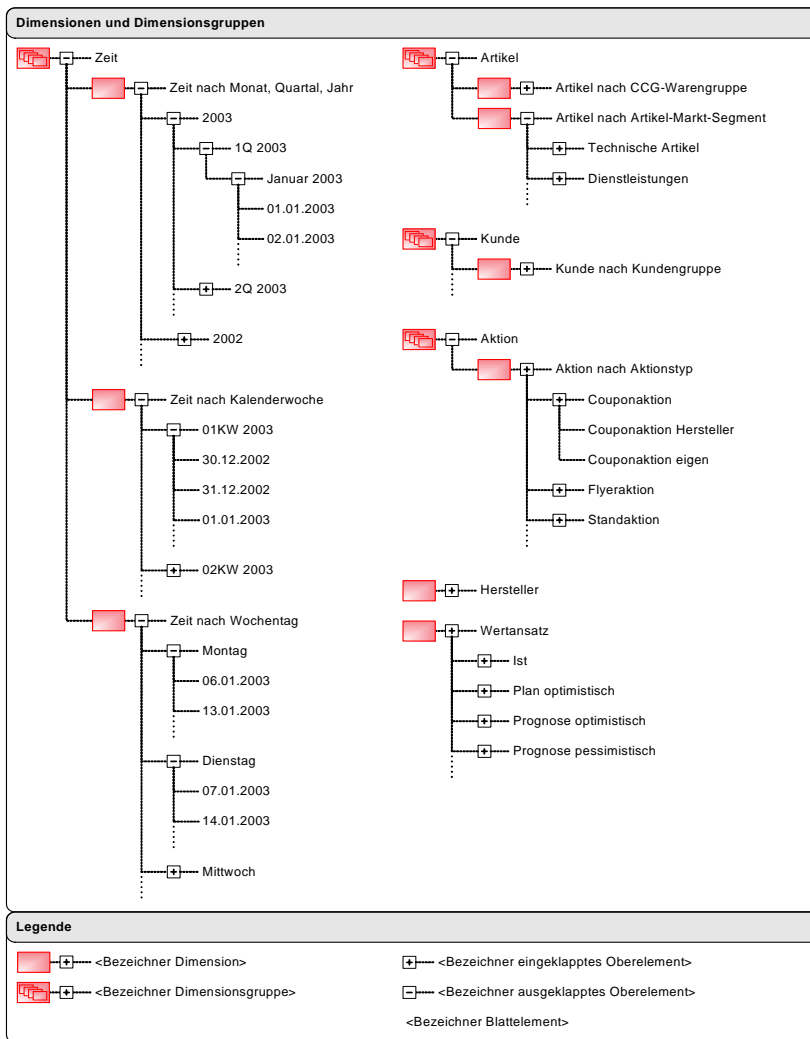 Dimensionen und Dimensionsgruppen
Zeit
Zeit nach Monat, Quartal, Jahr
2003
1Q 2003
Januar 2003
01.01.2003
02.01.2003
2Q 2003
2002
Zeit nach Kalenderwoche
01KW 2003
30.12.2002
31.12.2002
01.01.2003
02KW 2003
Zeit nach Wochentag
Montag
06.01.2003
13.01.2003
Dienstag
07.01.2003
14.01.2003
Mittwoch
Artikel
Artikel nach CCG-Warengruppe
Artikel nach Artikel-Markt-Segment
Technische Artikel
Dienstleistungen
Kunde
Kunde nach Kundengruppe
Aktion
Aktion nach Aktionstyp
Couponaktion
Couponaktion Hersteller
Couponaktion eigen
Flyeraktion
Standaktion
Hersteller
Wertansatz
Ist
Plan optimistisch
Prognose optimistisch
Prognose pessimistisch
Legende
<Bezeichner Dimension>
<Bezeichner Dimensionsgruppe>
<Bezeichner eingeklapptes Oberelement>
<Bezeichner ausgeklapptes Oberelement>
<Bezeichner Blattelement>